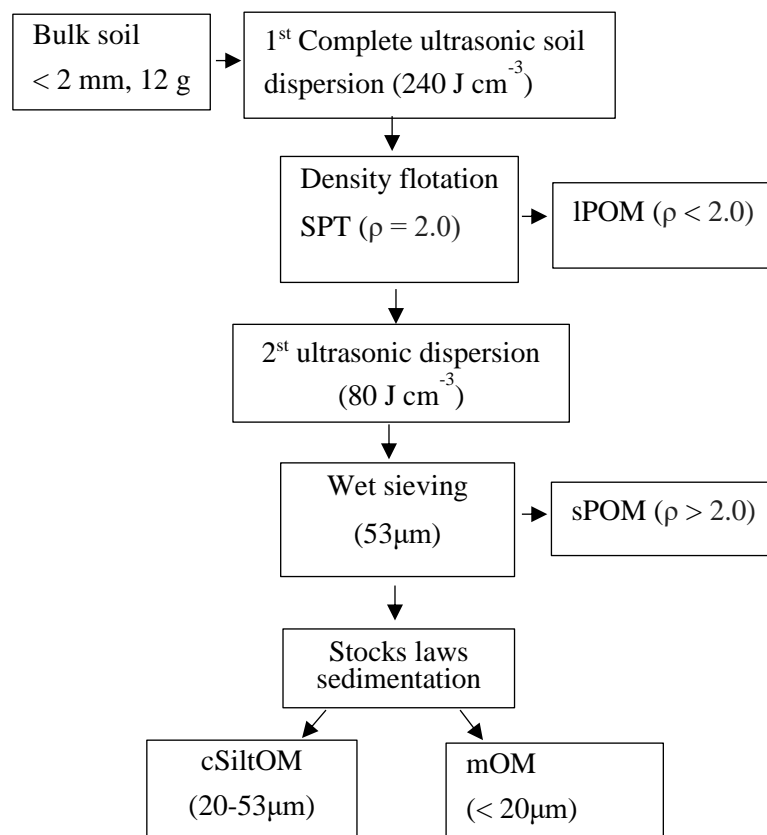 Bulk soil
< 2 mm, 12 g
1st Complete ultrasonic soil
dispersion (240 J cm-3)
Density flotation
SPT (ρ = 2.0)
lPOM (ρ < 2.0)
2st ultrasonic dispersion
(80 J cm-3)
Wet sieving
(53μm)
sPOM (ρ > 2.0)
Stocks laws
sedimentation
cSiltOM
(20-53μm)
mOM
(< 20μm)